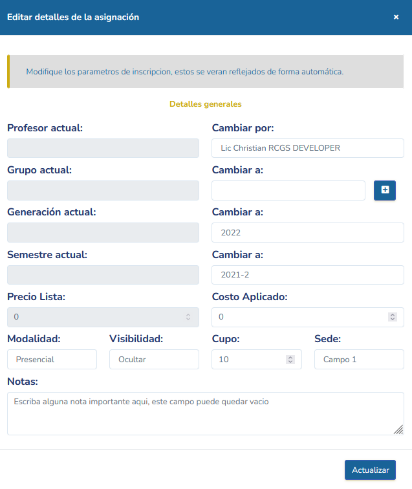 Editar detalles de la asignación ×
Modifique los parametros de inscripcion, estos se veran reflejados de forma automática.
Detalles generales
Profesor actual: Cambiar por:
Lic Christian RCGS DEVELOPER
Grupo actual: Cambiar a:
Generación actual: Cambiar a:
2022
Semestre actual: Cambiar a:
2021-2
Precio Lista: Costo Aplicado:
0 0
Modalidad: Visibilidad: Cupo: Sede:
Presencial Ocultar 10 Campo 1
Notas:
Escriba alguna nota importante aqui, este campo puede quedar vacio
Actualizar